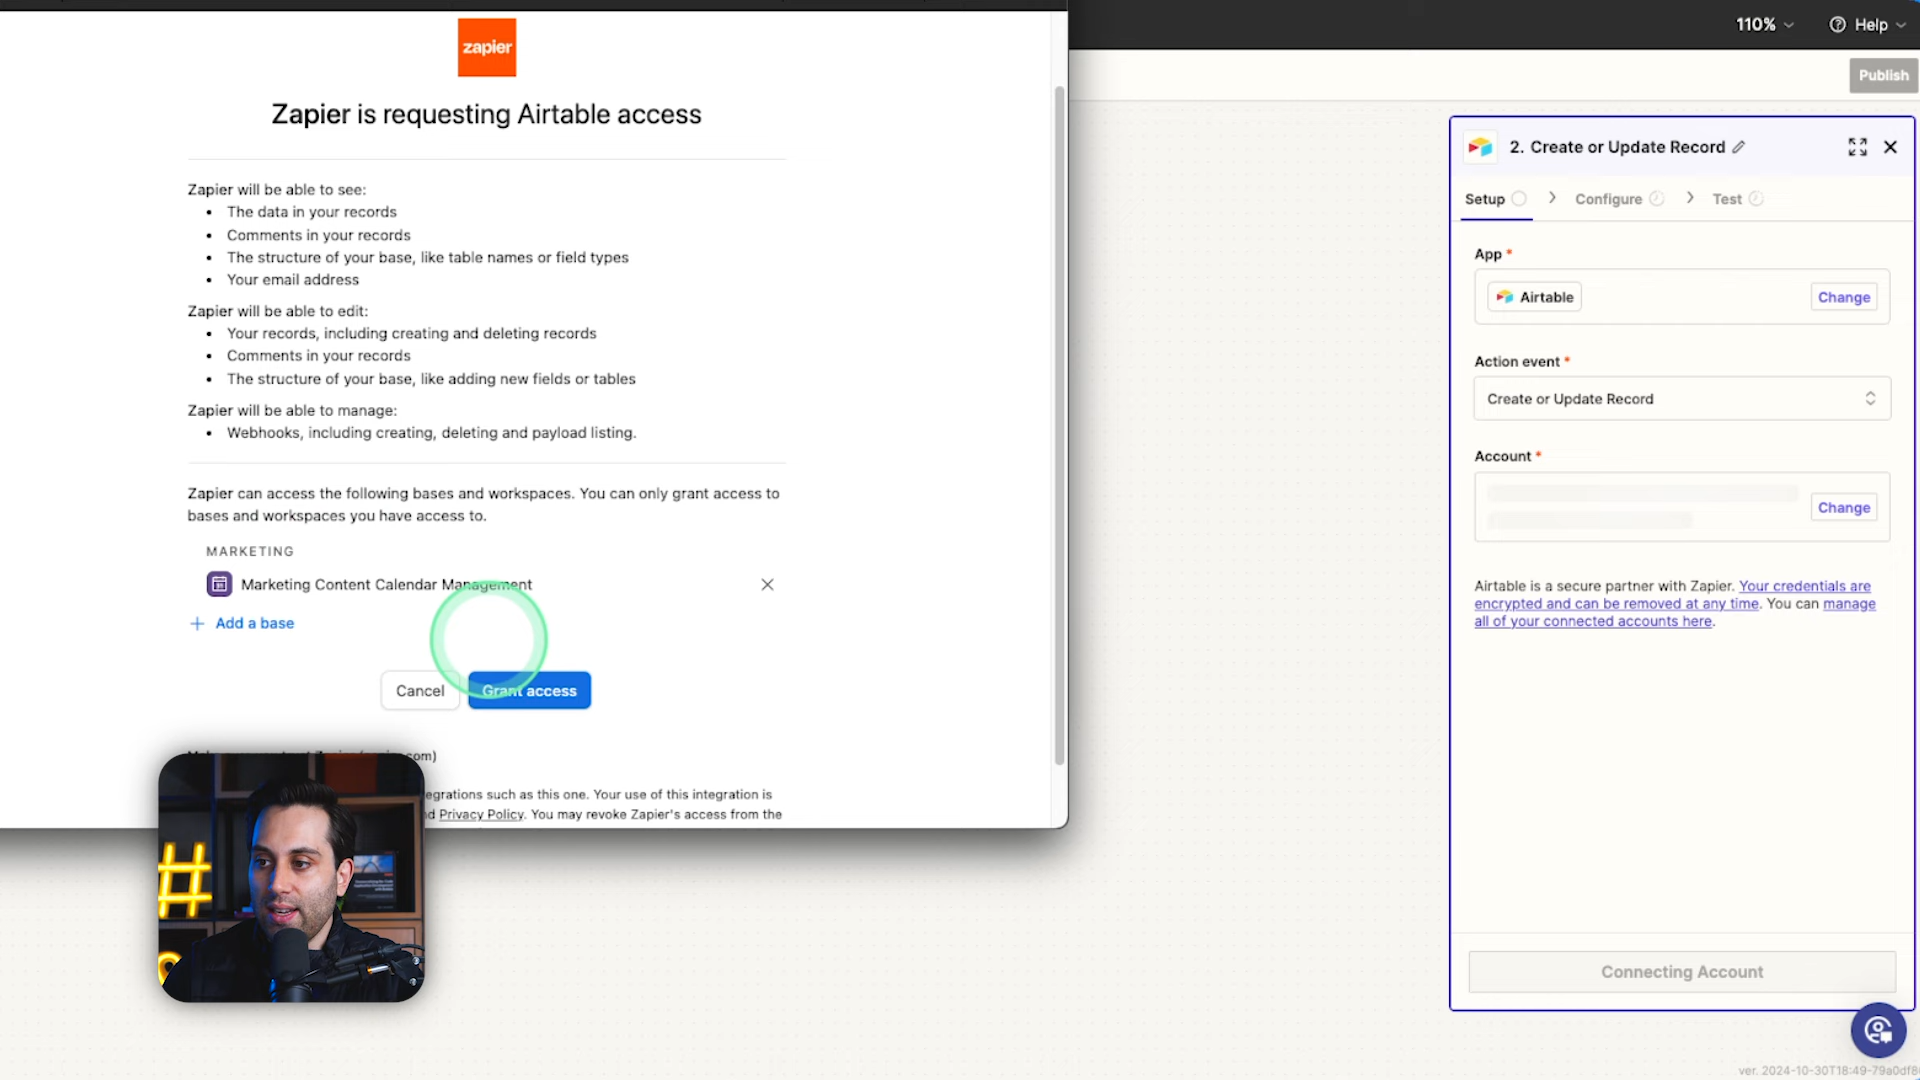 zapier
Zapier is requesting Airtable access
Zapier will be able to see:
• The data in your records
• Comments in your records
• The structure of your base, like table names or field types
• Your email address
Zapier will be able to edit:
• Your records, including creating and deleting records
• Comments in your records
• The structure of your base, like adding new fields or tables
Zapier will be able to manage:
• Webhooks, including creating, deleting and payload listing.
Zapier can access the following bases and workspaces. You can only grant access to
bases and workspaces you have access to.
MARKETING
Marketing Content Calendar Management
+ Add a base
Cancel
Grant access
com)
egrations such as this one. Your use of this integration is
Privacy Policy. You may revoke Zapier's access from the
#
110%
Help
Publish
2. Create or Update Record
Setup
Configure
Test
App *
Airtable
Change
Action event *
Create or Update Record
Account *
Change
Airtable is a secure partner with Zapier. Your credentials are
encrypted and can be removed at any time. You can manage
all of your connected accounts here.
Connecting Account
ver. 2024-10-30T18:49-79a0df8